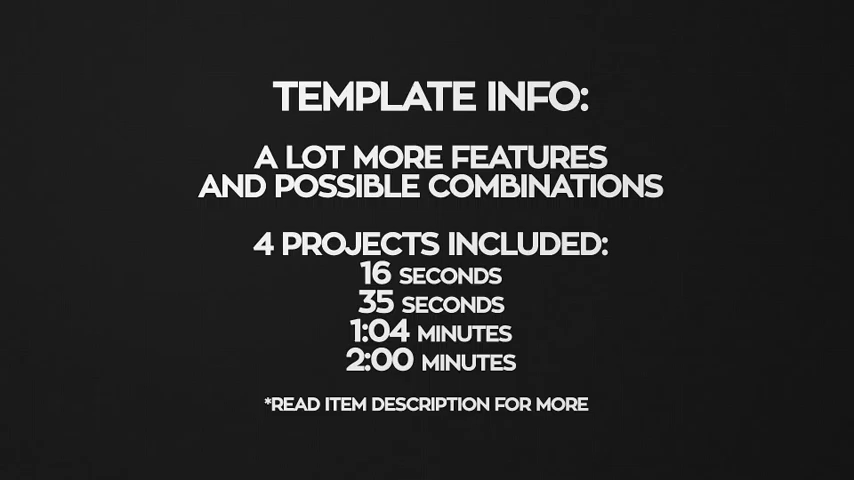 TEMPLATE INFO:
A LOT MORE FEATURES
AND POSSIBLE COMBINATIONS
4 PROJECTS INCLUDED:
16 SECONDS
35 SECONDS
1:04 MINUTES
2:00 MINUTES
*READ ITEM DESCRIPTION FOR MORE